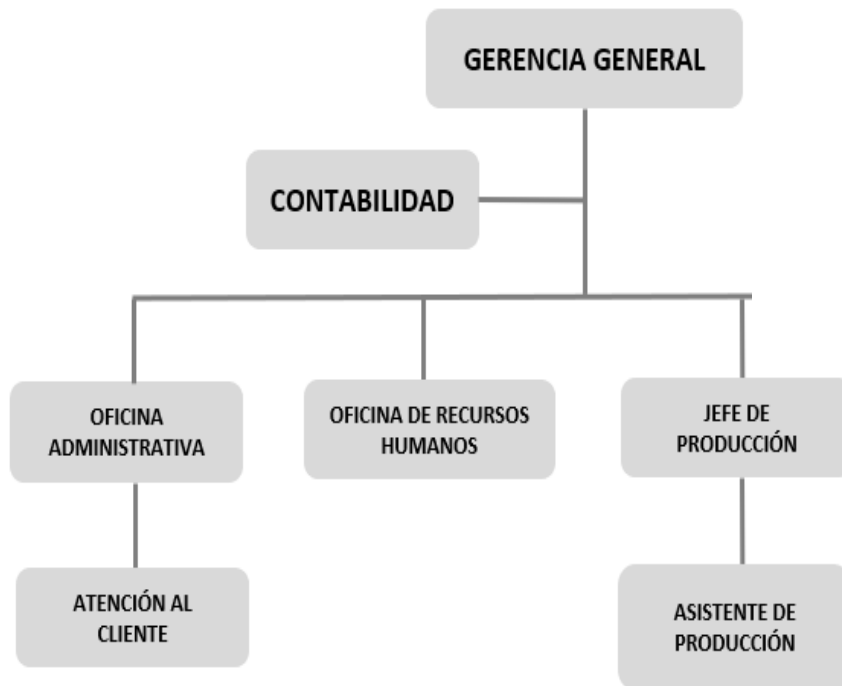 GERENCIA GENERAL
CONTABILIDAD
OFICINA
ADMINISTRATIVA
OFICINA DE RECURSOS
HUMANOS
JEFE DE
PRODUCCIÓN
ATENCIÓN AL
CLIENTE
ASISTENTE DE
PRODUCCIÓN